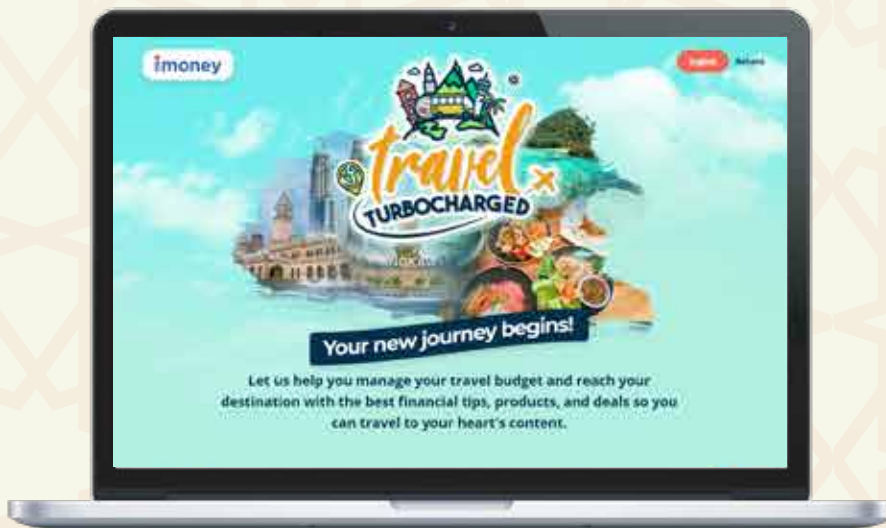 imoney
English
travel
TURBOCHARGED
Your new journey begins!
Let us help you manage your travel budget and reach your
destination with the best financial tips, products, and deals so you
can travel to your heart's content.